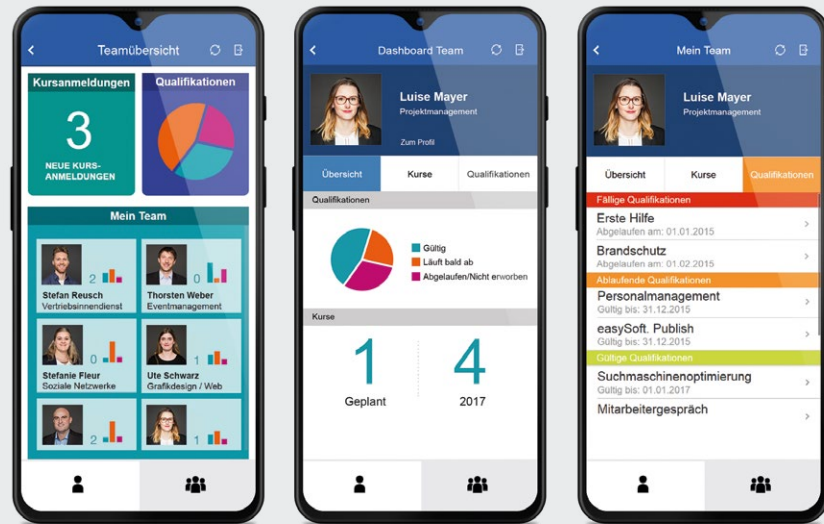 Teamübersicht
Kursanmeldungen
Qualifikationen
3
NEUE KURS-
ANMELDUNGEN
Mein Team
2
Stefan Reusch
Vertriebsinnendienst
0
Thorsten Weber
Eventmanagement
0
Stefanie Fleur
Soziale Netzwerke
1
Ute Schwarz
Grafikdesign / Web
2
1
Dashboard Team
Luise Mayer
Projektmanagement
Zum Profil
Übersicht
Kurse
Qualifikationen
Qualifikationen
Gültig
Läuft bald ab
Abgelaufen/Nicht erworben
Kurse
1
Geplant
4
2017
Mein Team
Luise Mayer
Projektmanagement
Übersicht
Kurse
Qualifikationen
Fällige Qualifikationen
Erste Hilfe
Abgelaufen am: 01.01.2015
Brandschutz
Abgelaufen am: 01.02.2015
Ablaufende Qualifikationen
Personalmanagement
Gültig bis: 31.12.2015
easySoft. Publish
Gültig bis: 31.12.2015
Gültige Qualifikationen
Suchmaschinenoptimierung
Gültig bis: 01.01.2017
Mitarbeitergespräch